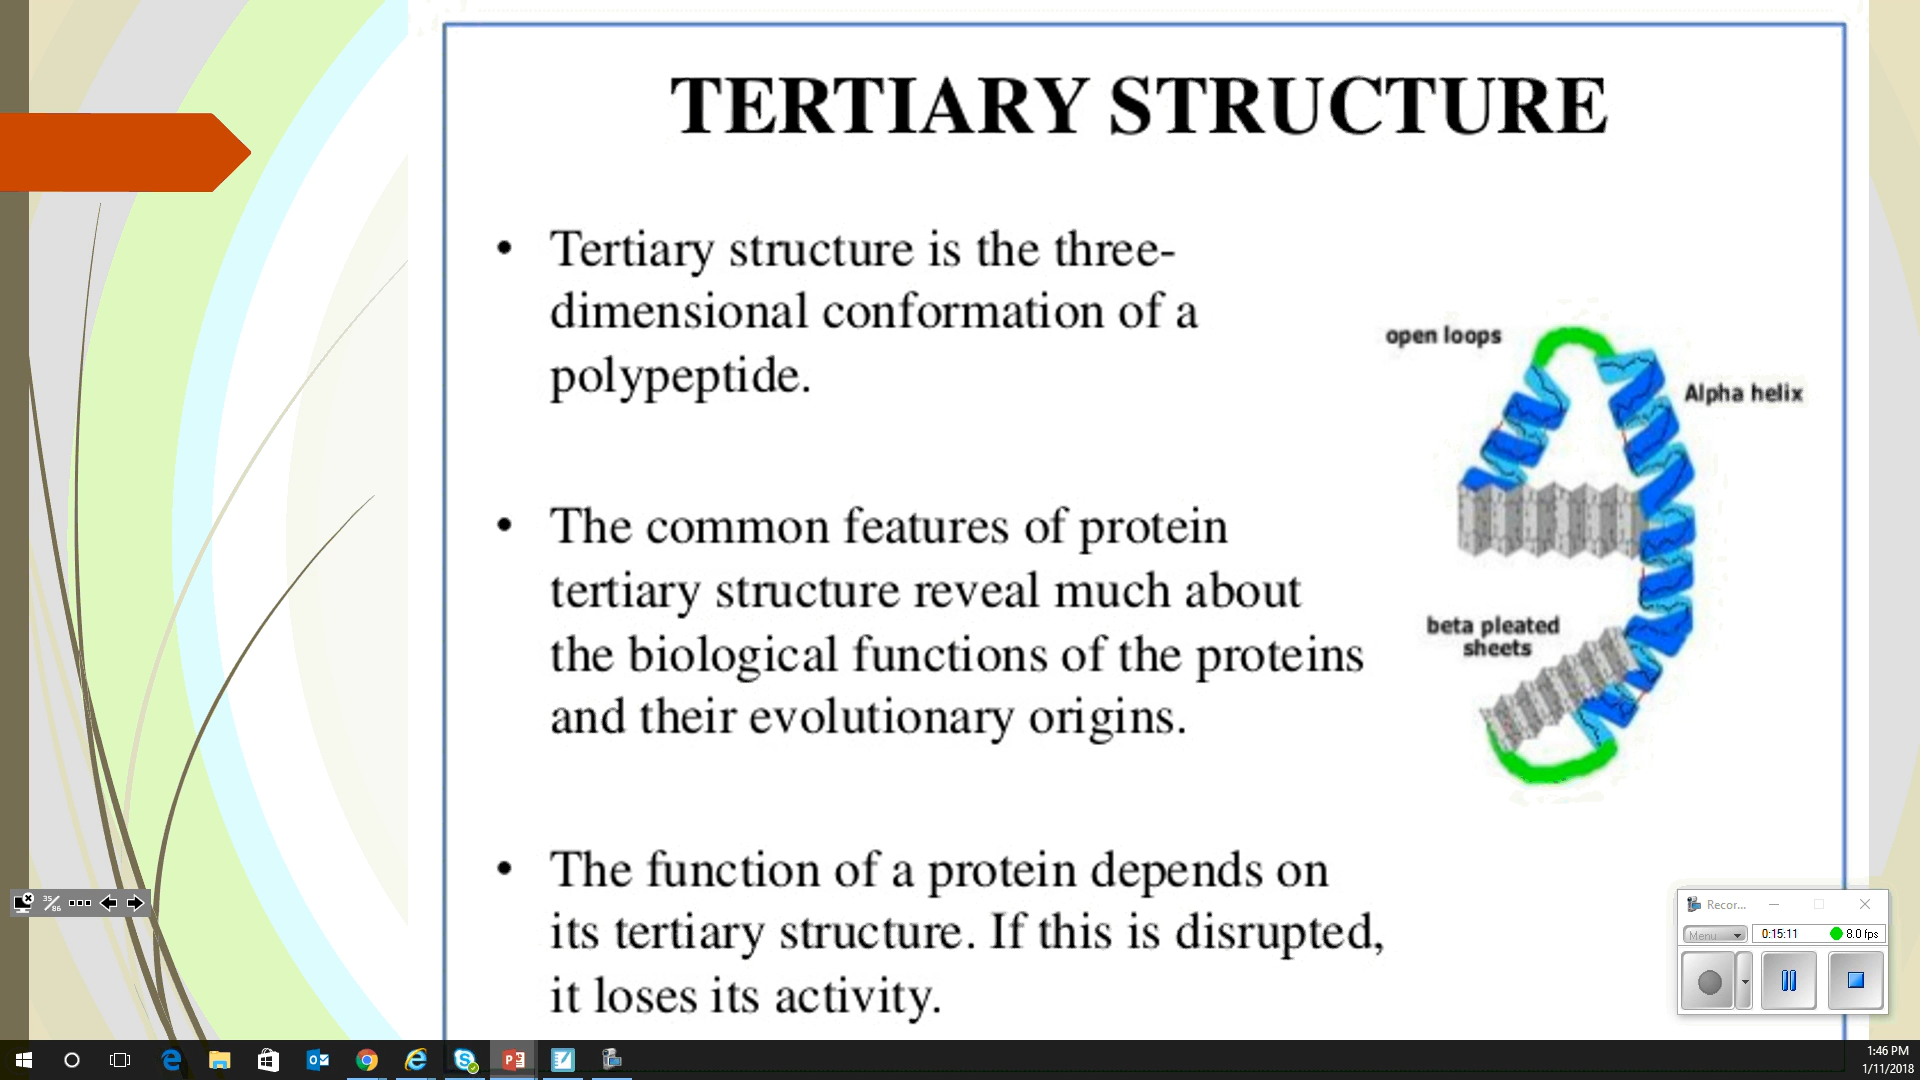 TERTIARY STRUCTURE
• Tertiary structure is the three-
dimensional conformation of a
polypeptide.
open loops
Alpha helix
• The common features of protein
tertiary structure reveal much about
the biological functions of the proteins
and their evolutionary origins.
beta pleated
sheets
• The function of a protein depends on
its tertiary structure. If this is disrupted,
it loses its activity.
35/86
Recor...
Menu
0:15:11
8.0 fps
1:46 PM
1/11/2018